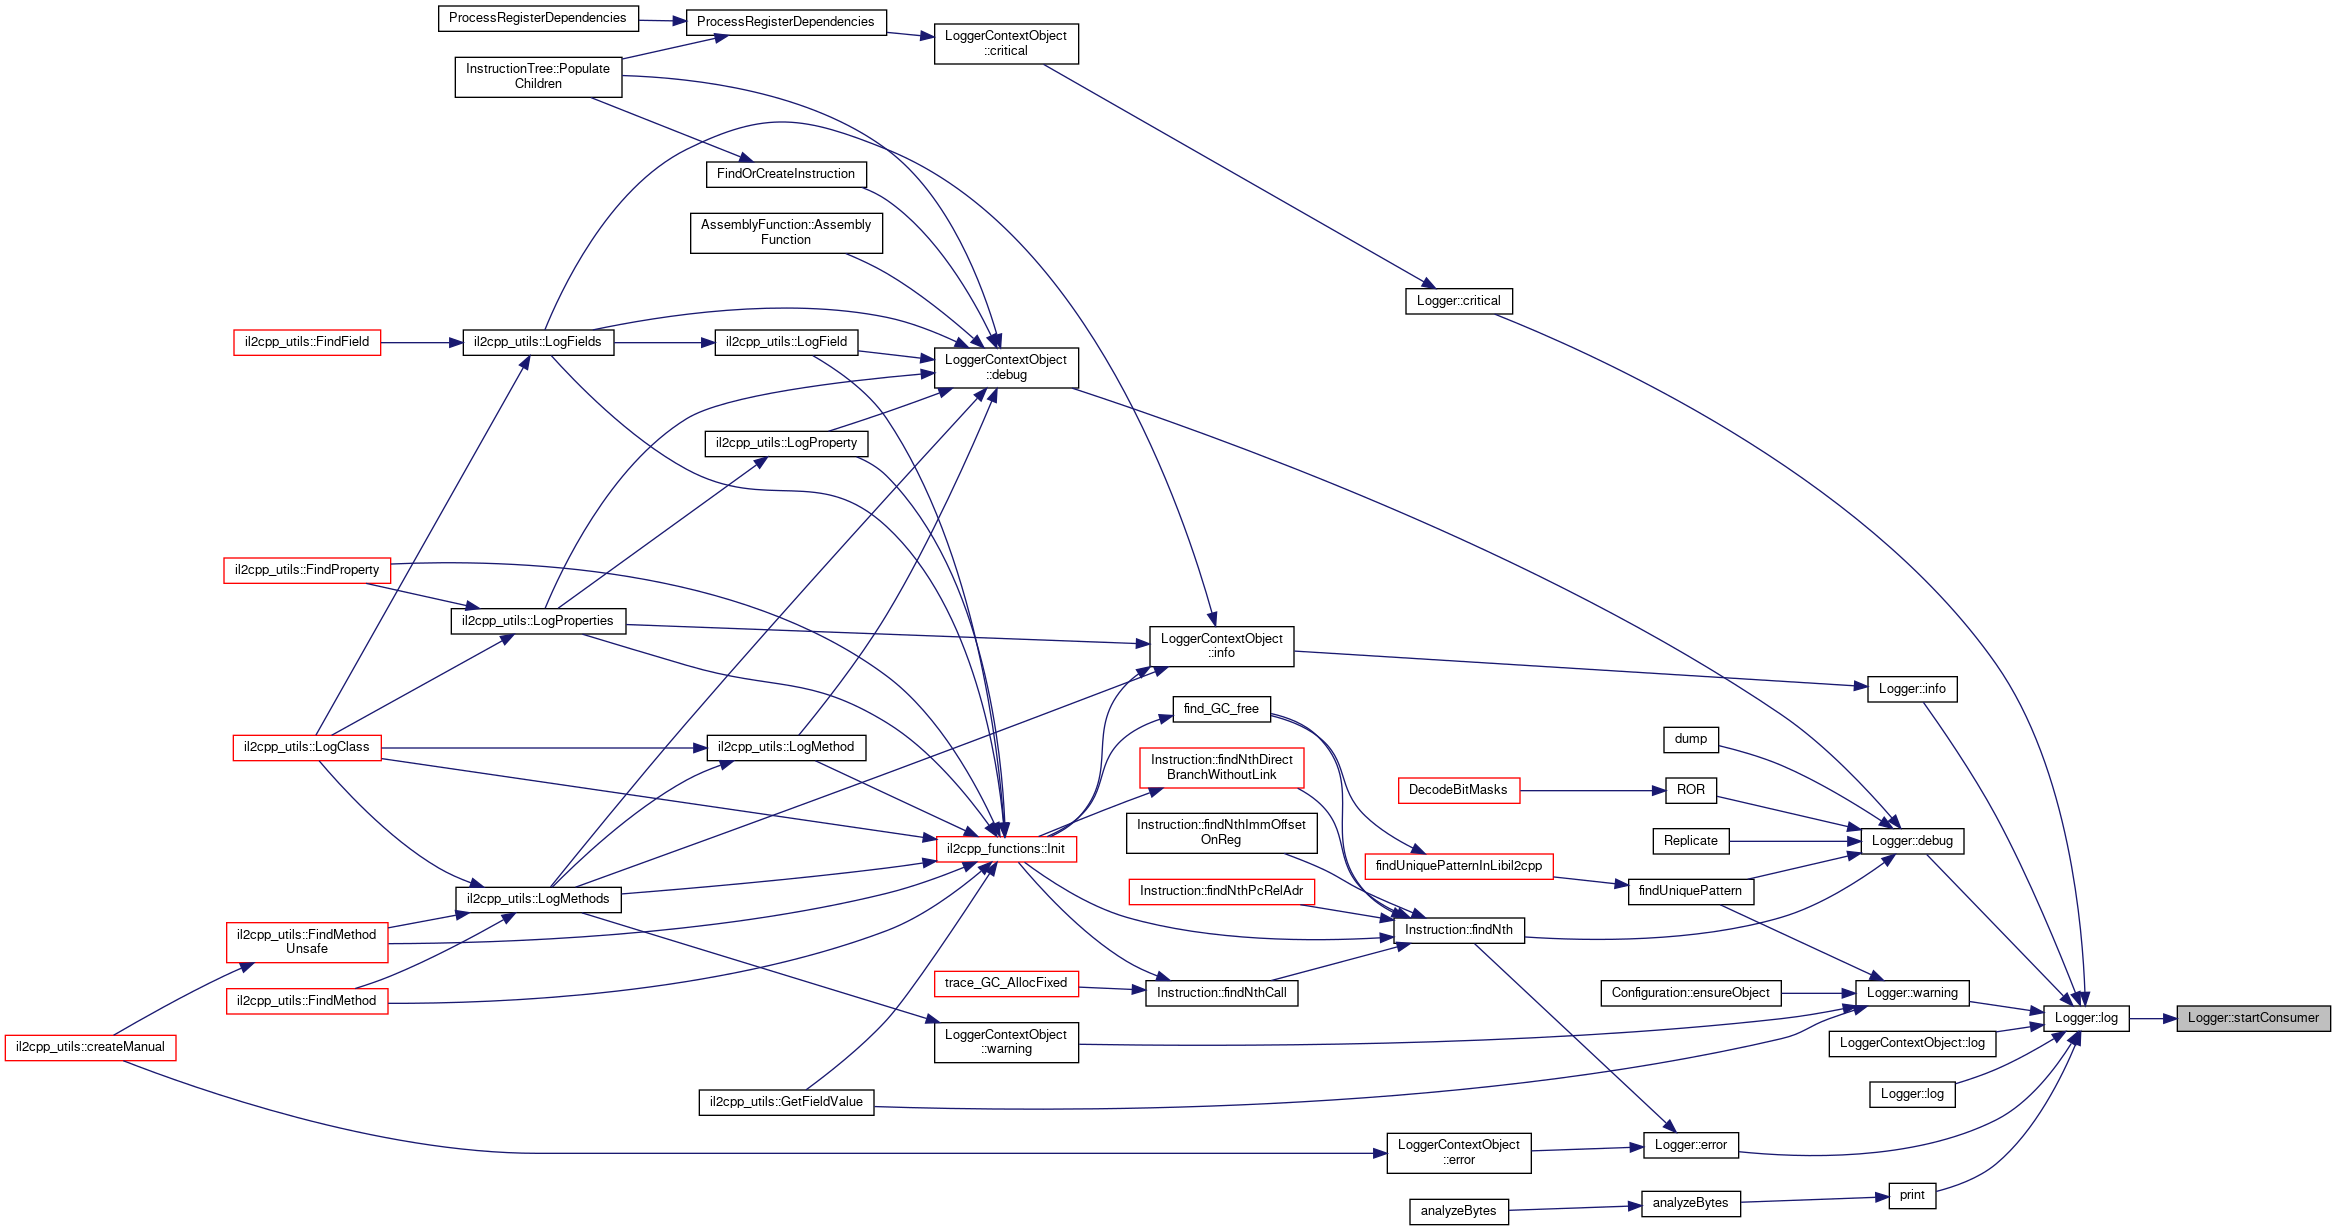 ProcessRegisterDependencies
ProcessRegisterDependencies
LoggerContextObject
::critical
InstructionTree::Populate
Children
FindOrCreateInstruction
AssemblyFunction::Assembly
Function
Logger::critical
il2cpp_utils::FindField
il2cpp_utils::LogFields
il2cpp_utils::LogField
LoggerContextObject
::debug
il2cpp_utils::LogProperty
il2cpp_utils::FindProperty
il2cpp_utils::LogProperties
LoggerContextObject
::info
Logger::info
find_GC_free
il2cpp_utils::LogClass
il2cpp_utils::LogMethod
dump
Instruction::findNthDirect
BranchWithoutLink
DecodeBitMasks
ROR
Instruction::findNthImmOffset
OnReg
il2cpp_functions::Init
Replicate
Logger::debug
findUniquePatternInLibil2cpp
Instruction::findNthPcRelAdr
findUniquePattern
il2cpp_utils::LogMethods
Instruction::findNth
il2cpp_utils::FindMethod
Unsafe
trace_GC_AllocFixed
Instruction::findNthCall
Configuration::ensureObject
Logger::warning
il2cpp_utils::FindMethod
Logger::log
Logger::startConsumer
il2cpp_utils::createManual
LoggerContextObject
::warning
LoggerContextObject::log
il2cpp_utils::GetFieldValue
Logger::log
LoggerContextObject
::error
Logger::error
analyzeBytes
analyzeBytes
print